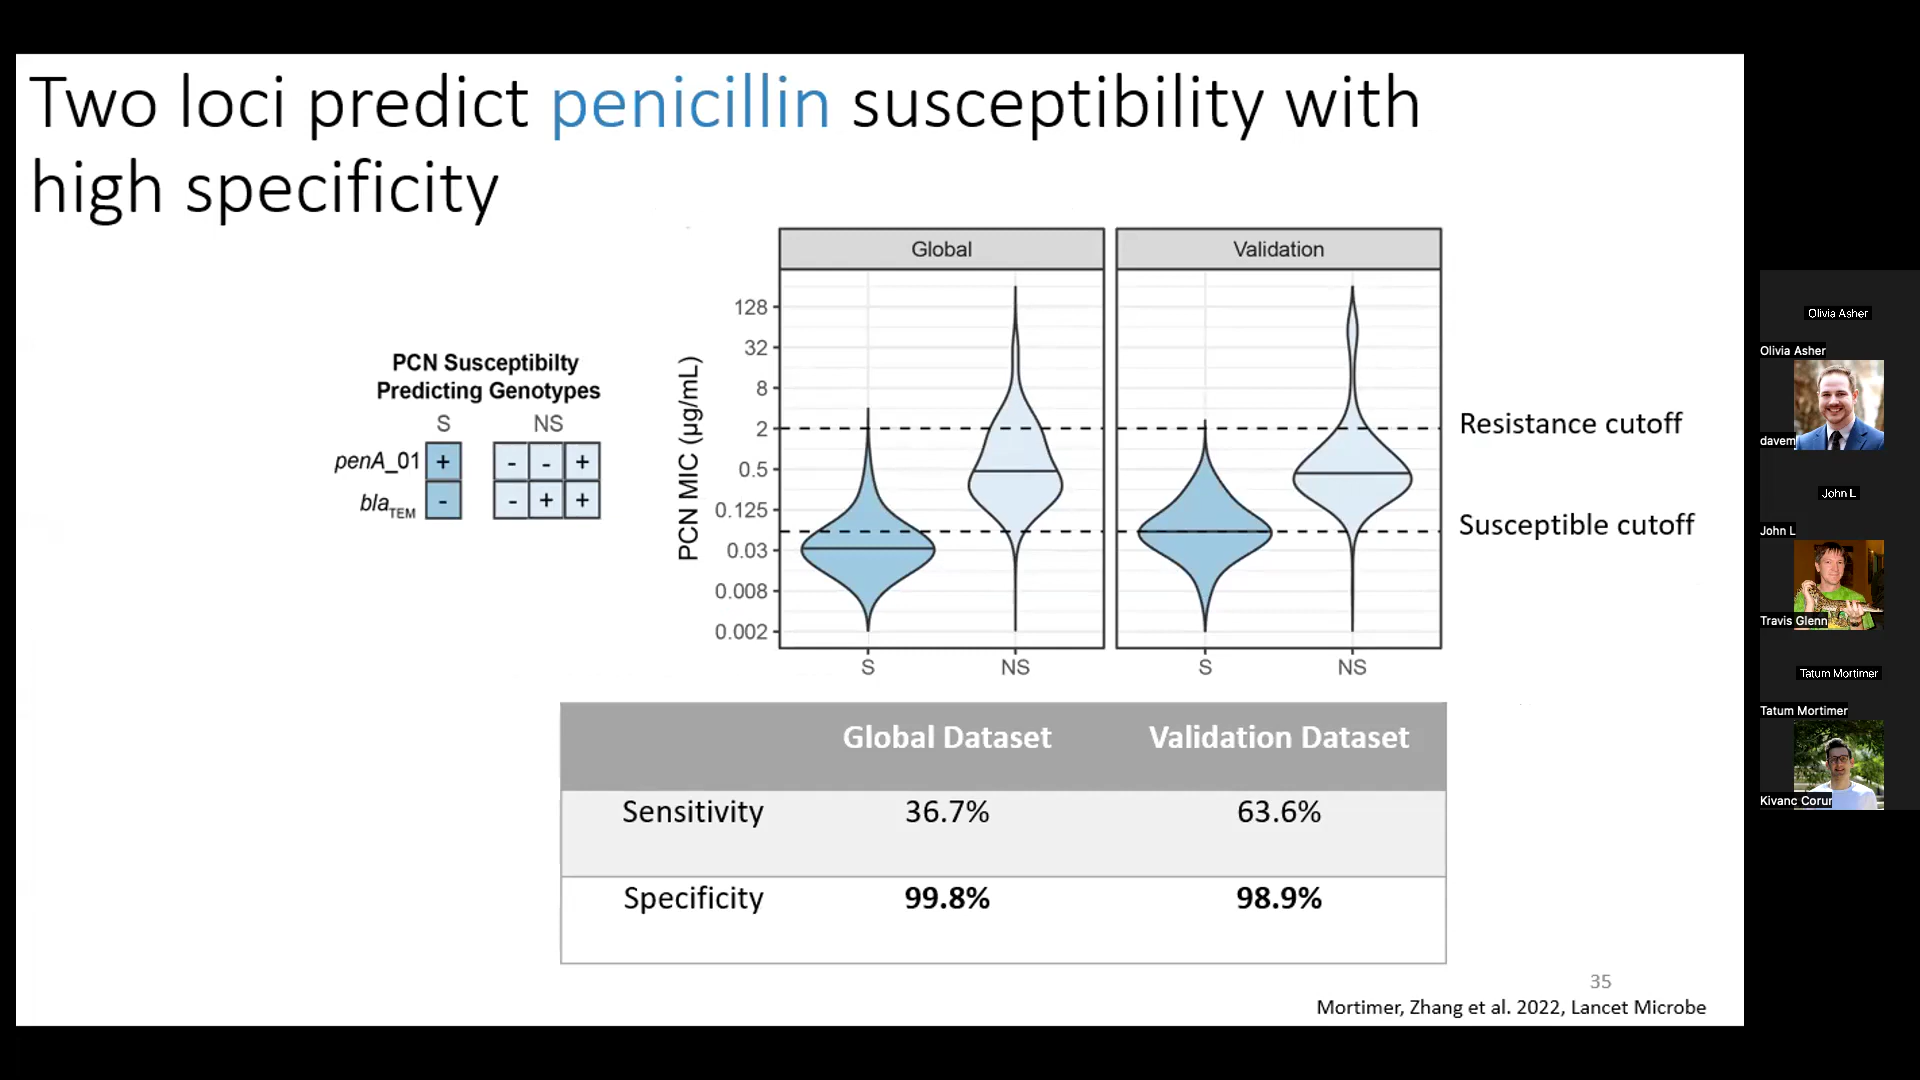 Two loci predict penicillin susceptibility with
high specificity
PCN Susceptibilty
Predicting Genotypes
S NS
penA_01 + - - +
blaTEM - - + +
PCN MIC (µg/mL)
Global Validation
128
32
8
2
0.5
0.125
0.03
0.008
0.002
S NS S NS
Resistance cutoff
Susceptible cutoff
Global Dataset Validation Dataset
Sensitivity 36.7% 63.6%
Specificity 99.8% 98.9%
35
Mortimer, Zhang et al. 2022, Lancet Microbe
Olivia Asher
Olivia Asher
davem
John L
John L
Travis Glenn
Tatum Mortimer
Tatum Mortimer
Kivanc Corur